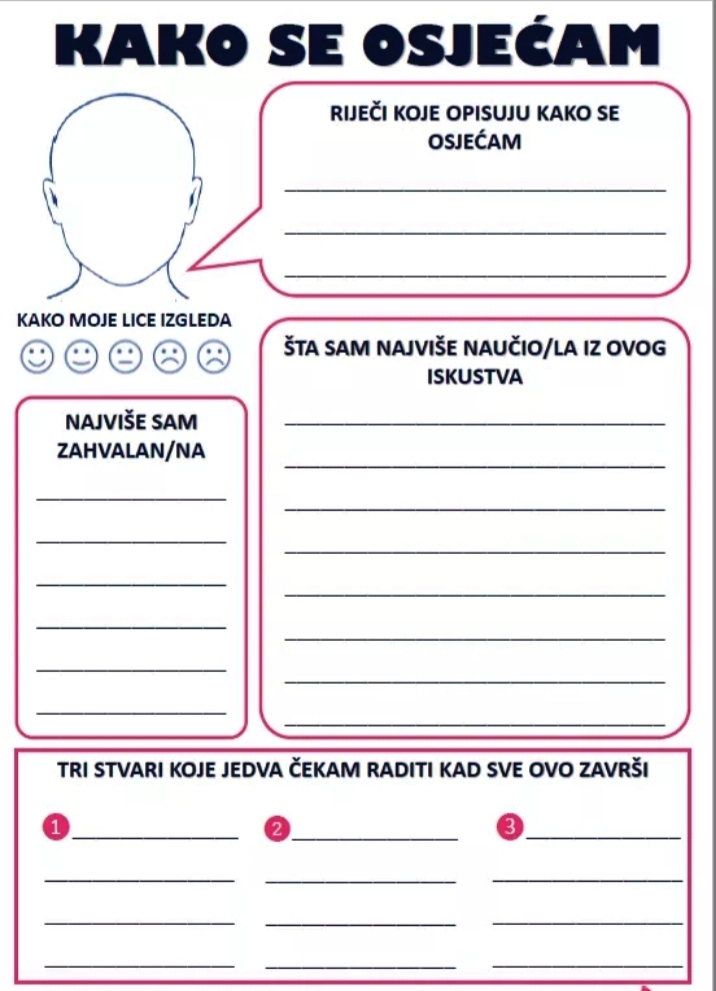 KAKO SE OSJEĆAM
RIJEČI KOJE OPISUJU KAKO SE
OSJEĆAM
KAKO MOJE LICE IZGLEDA
ŠTA SAM NAJVIŠE NAUČIO/LA IZ OVOG
ISKUSTVA
NAJVIŠE SAM
ZAHVALAN/NA
TRI STVARI KOJE JEDVA ČEKAM RADITI KAD SVE OVO ZAVRŠI
1 2 3